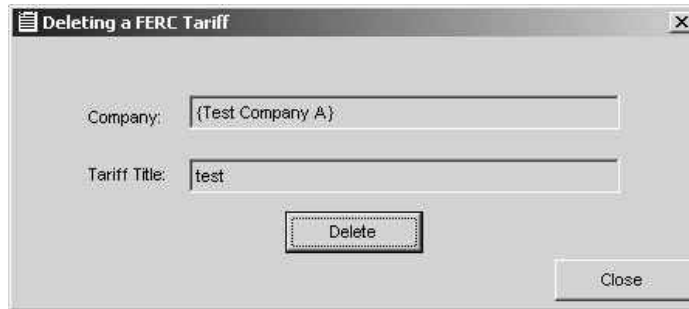 Deleting a FERC Tariff
Company: {Test Company A}
Tariff Title: test
Delete
Close